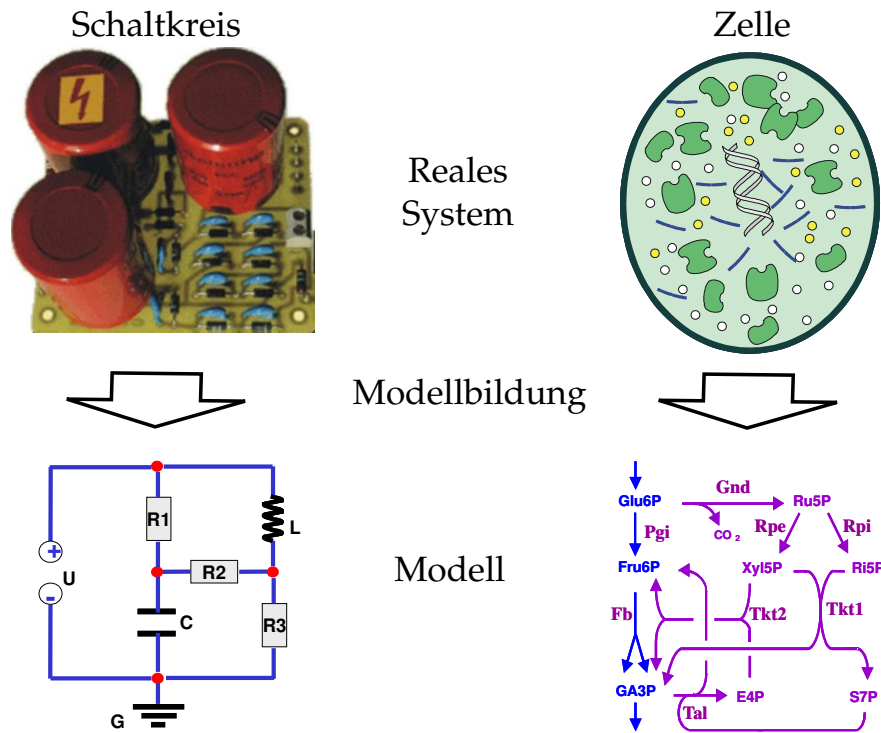 Schaltkreis
Zelle
Reales
System
Modellbildung
Modell
R1
L
R2
U
C
R3
G
Glu6P
Gnd
Ru5P
Pgi
CO2
Rpe
Rpi
Fru6P
Xyl5P
Ri5P
Fb
Tkt2
Tkt1
GA3P
Tal
E4P
S7P